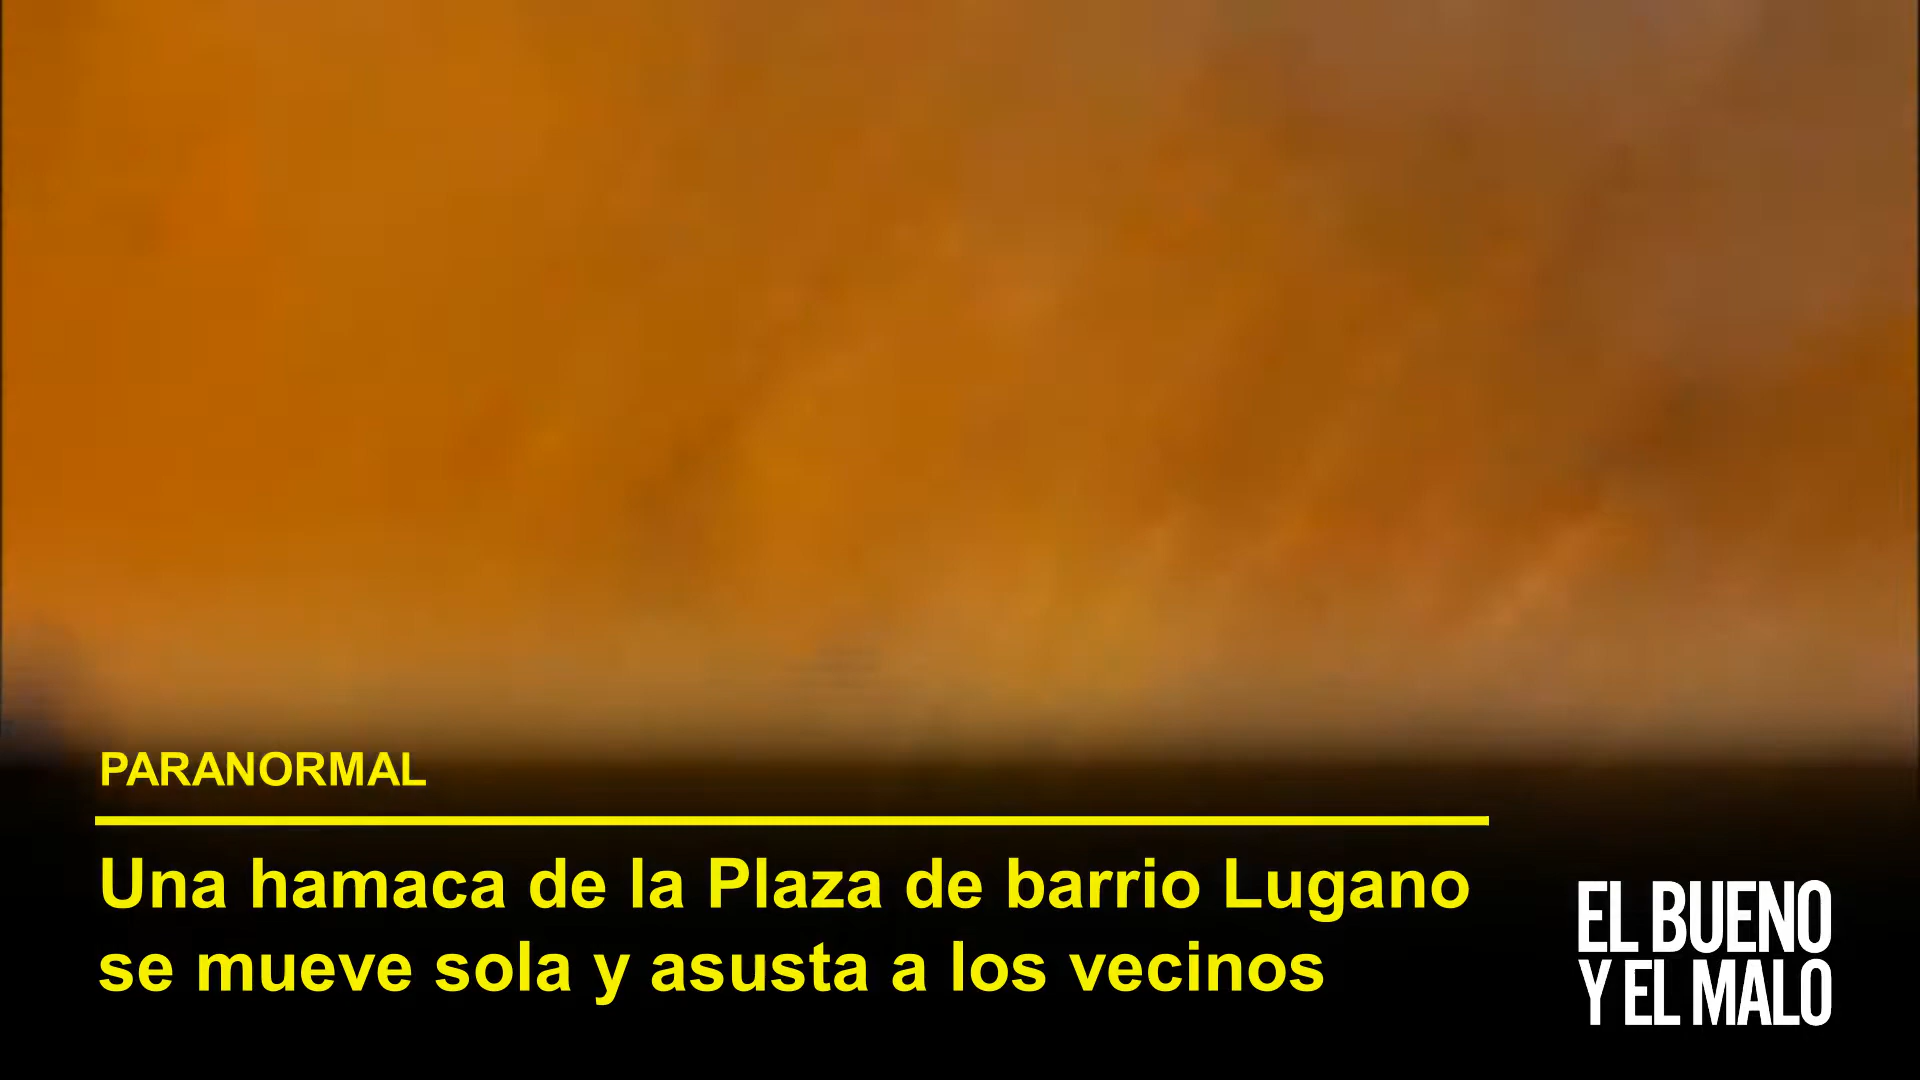 PARANORMAL
Una hamaca de la Plaza de barrio Lugano
se mueve sola y asusta a los vecinos
EL BUENO
Y EL MALO